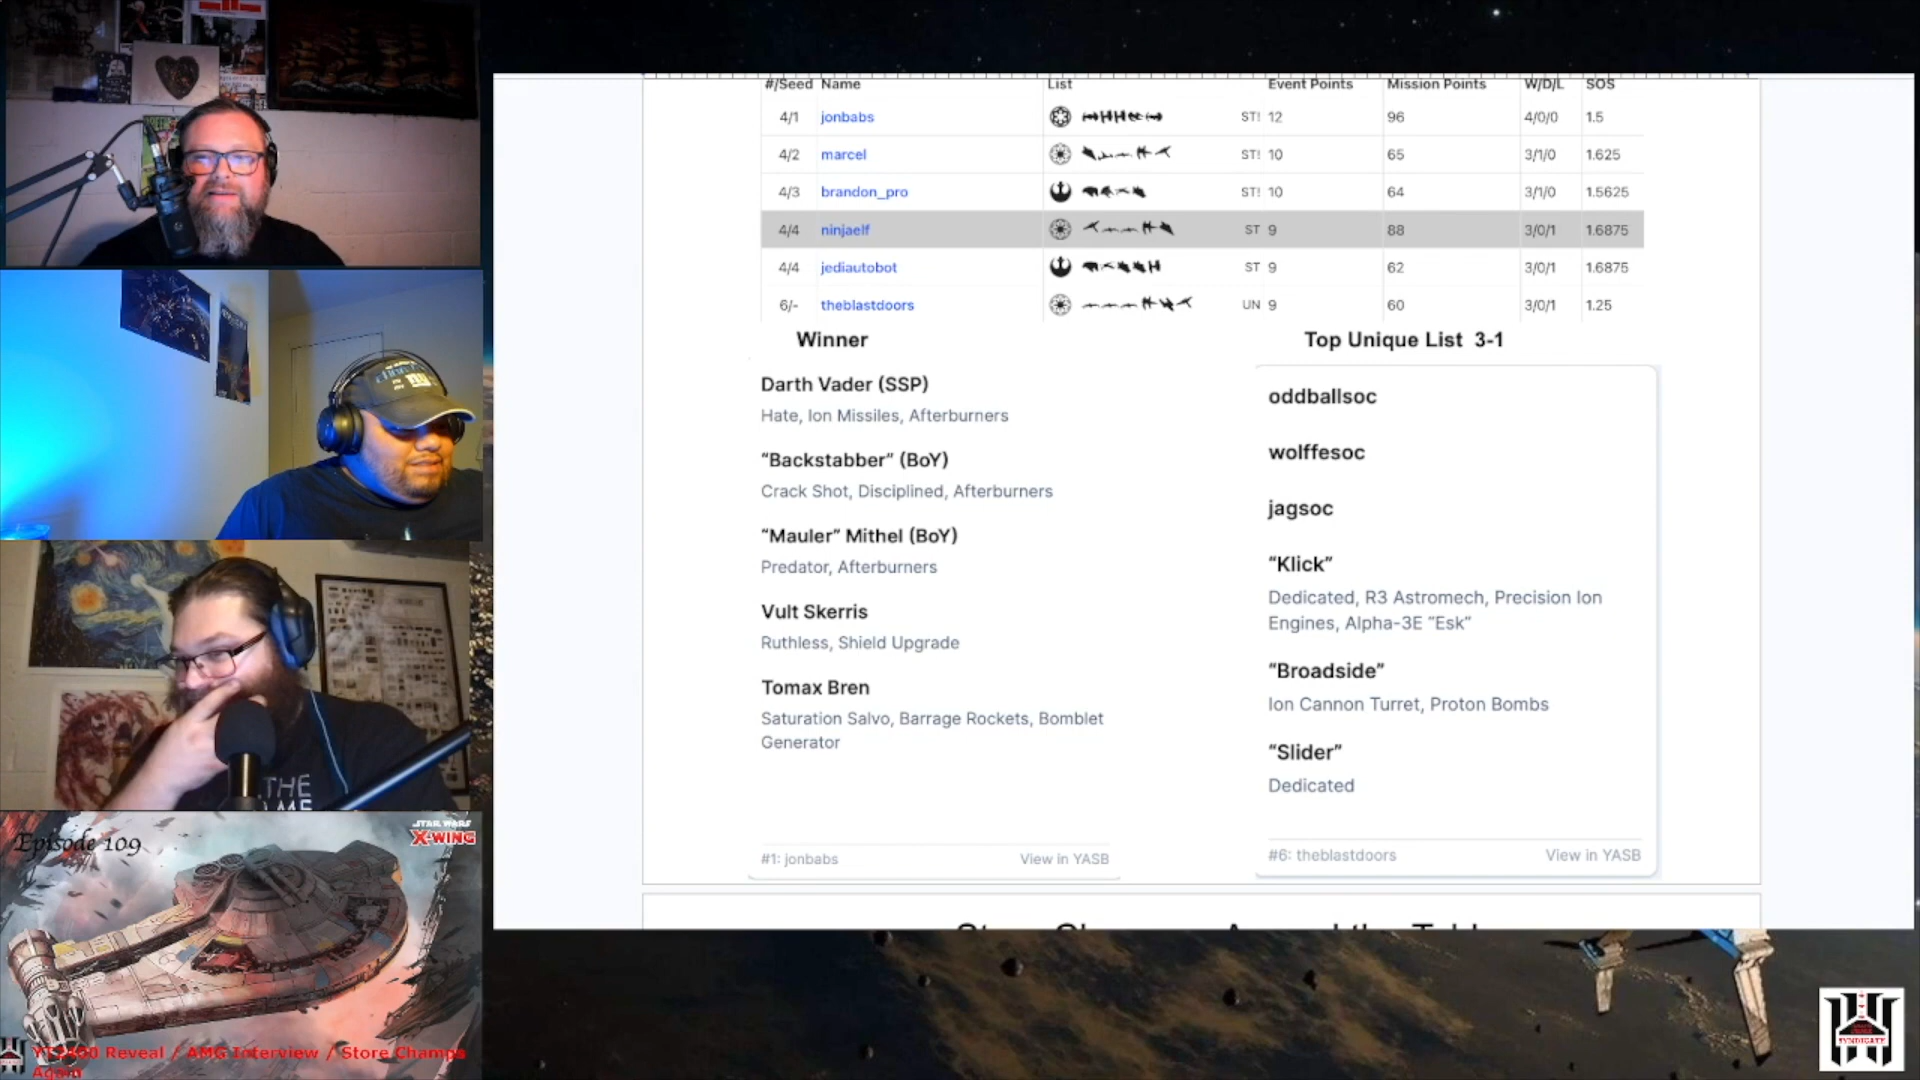 #/Seed Name List Event Points Mission Points W/D/L SOS
4/1 jonbabs ST! 12 96 4/0/0 1.5
4/2 marcel ST! 10 65 3/1/0 1.625
4/3 brandon_pro ST! 10 64 3/1/0 1.5625
4/4 ninjaelf ST 9 88 3/0/1 1.6875
4/4 jediautobot ST 9 62 3/0/1 1.6875
6/- theblastdoors UN 9 60 3/0/1 1.25
Winner
Darth Vader (SSP)
Hate, Ion Missiles, Afterburners
“Backstabber” (BoY)
Crack Shot, Disciplined, Afterburners
“Mauler” Mithel (BoY)
Predator, Afterburners
Vult Skerris
Ruthless, Shield Upgrade
Tomax Bren
Saturation Salvo, Barrage Rockets, Bomblet
Generator
#1: jonbabs View in YASB
Top Unique List 3-1
oddballsoc
wolffesoc
jagsoc
“Klick”
Dedicated, R3 Astromech, Precision Ion
Engines, Alpha-3E “Esk”
“Broadside”
Ion Cannon Turret, Proton Bombs
“Slider”
Dedicated
#6: theblastdoors View in YASB
THE
Episode 109
STAR WARS
X-WING
YT2400 Reveal / AMG Interview / Store Champs
Again
SYNDICATE